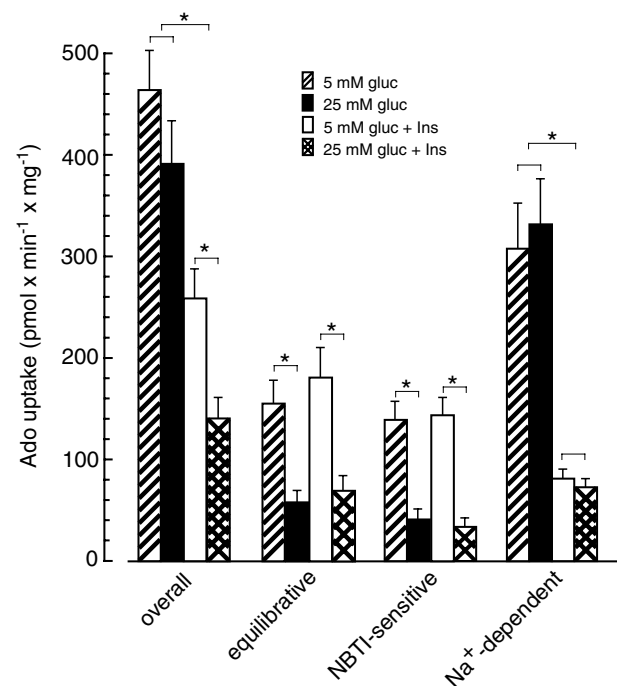 Ado uptake (pmol x min⁻¹ x mg⁻¹)
500
400
300
200
100
0
5 mM gluc
25 mM gluc
5 mM gluc + Ins
25 mM gluc + Ins
*
*
*
*
*
*
*
overall
equilibrative
NBTI-sensitive
Na⁺-dependent